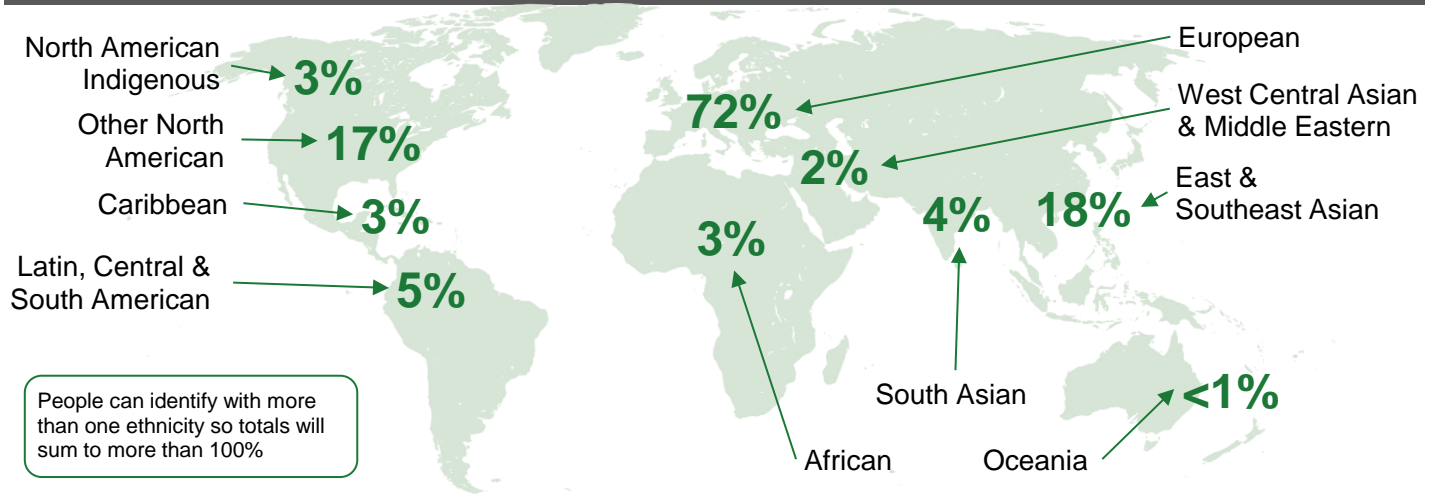 North American
Indigenous
3%
Other North
American
17%
Caribbean
3%
Latin, Central &
South American
5%
People can identify with more
than one ethnicity so totals will
sum to more than 100%
European
72%
West Central Asian
& Middle Eastern
2%
East &
Southeast Asian
18%
4%
South Asian
3%
African
<1%
Oceania